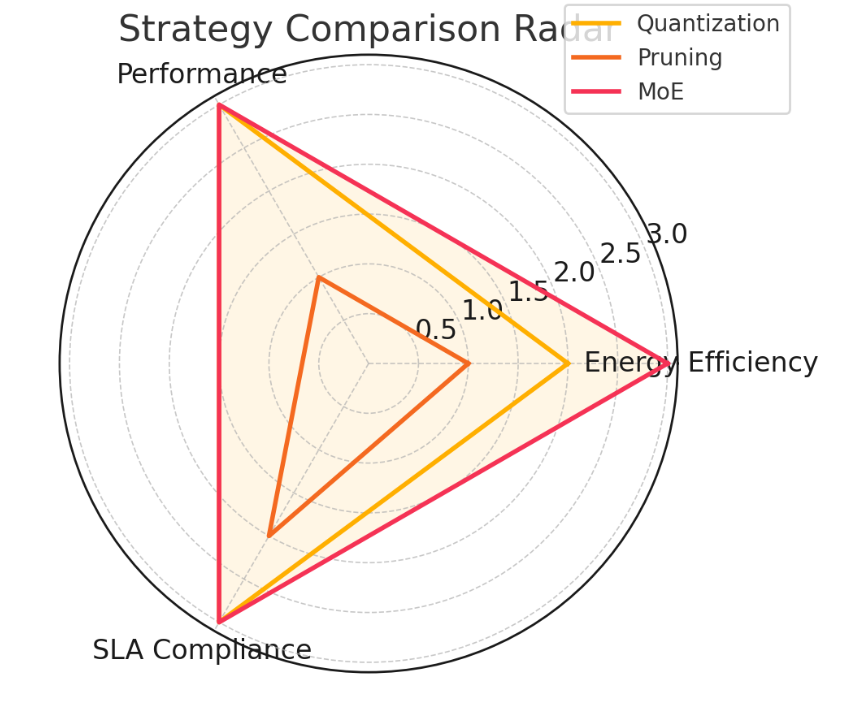 Strategy Comparison Radar
Quantization
Pruning
MoE
Performance
3.0
2.5
2.0
1.5
1.0
0.5
Energy Efficiency
SLA Compliance